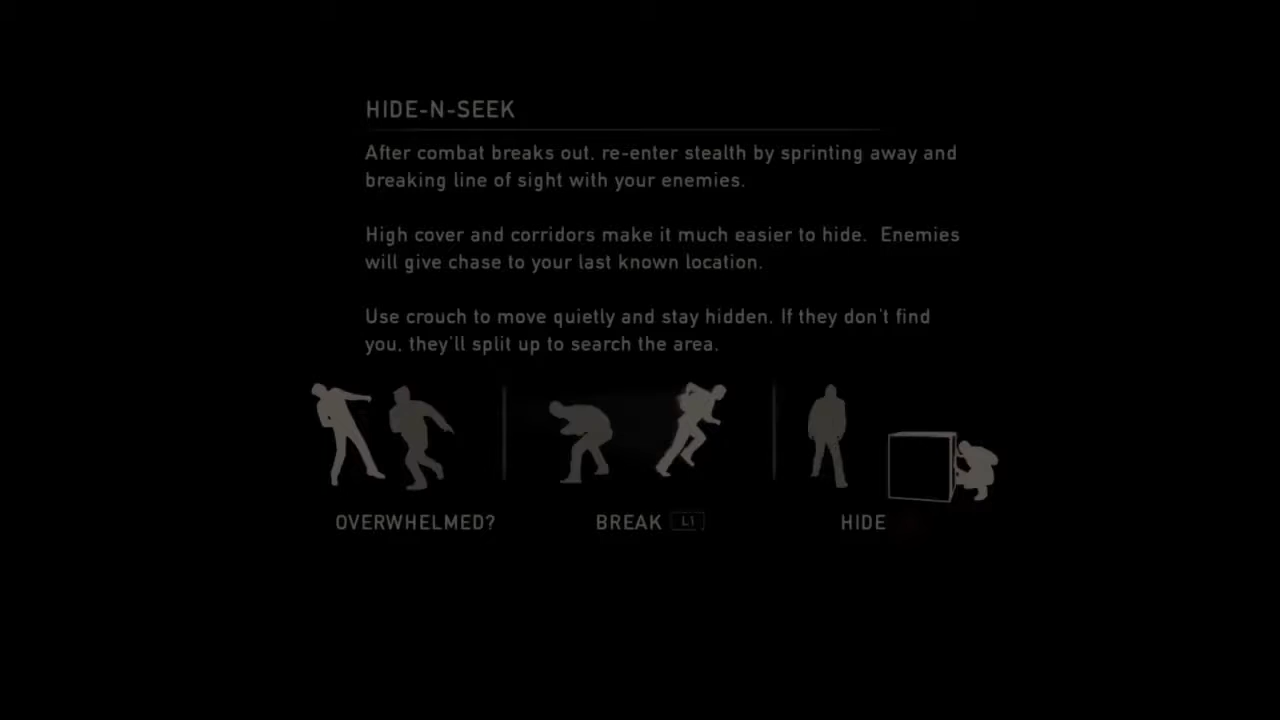 HIDE-N-SEEK
After combat breaks out, re-enter stealth by sprinting away and
breaking line of sight with your enemies.
High cover and corridors make it much easier to hide.  Enemies
will give chase to your last known location.
Use crouch to move quietly and stay hidden. If they don't find
you, they'll split up to search the area.
OVERWHELMED?
BREAK L1
HIDE